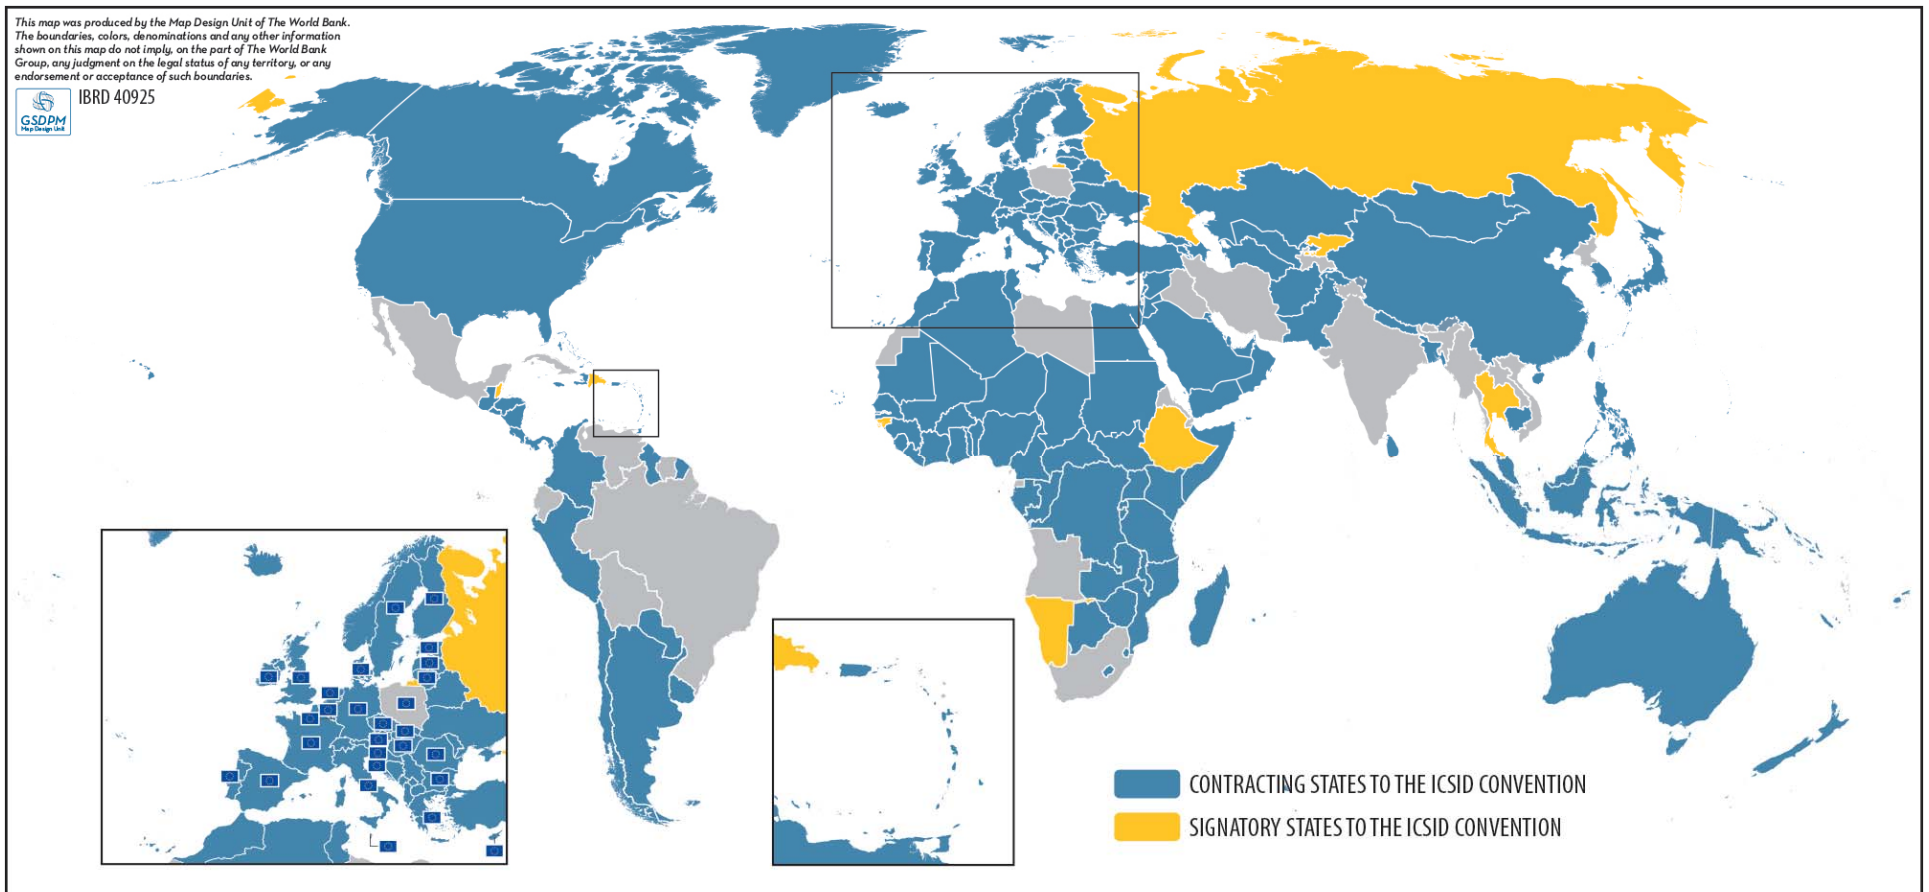 This map was produced by the Map Design Unit of The World Bank.
The boundaries, colors, denominations and any other information
shown on this map do not imply, on the part of The World Bank
Group, any judgment on the legal status of any territory, or any
endorsement or acceptance of such boundaries.
IBRD 40925
GSDPM
Map Design Unit
CONTRACTING STATES TO THE ICSID CONVENTION
SIGNATORY STATES TO THE ICSID CONVENTION